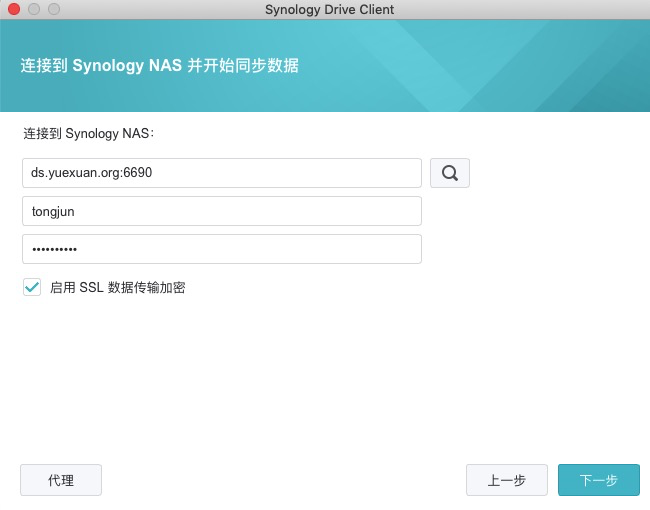 Synology Drive Client
连接到 Synology NAS 并开始同步数据
连接到 Synology NAS:
ds.yuexuan.org:6690
tongjun
••••••••••
启用 SSL 数据传输加密
代理
上一步
下一步